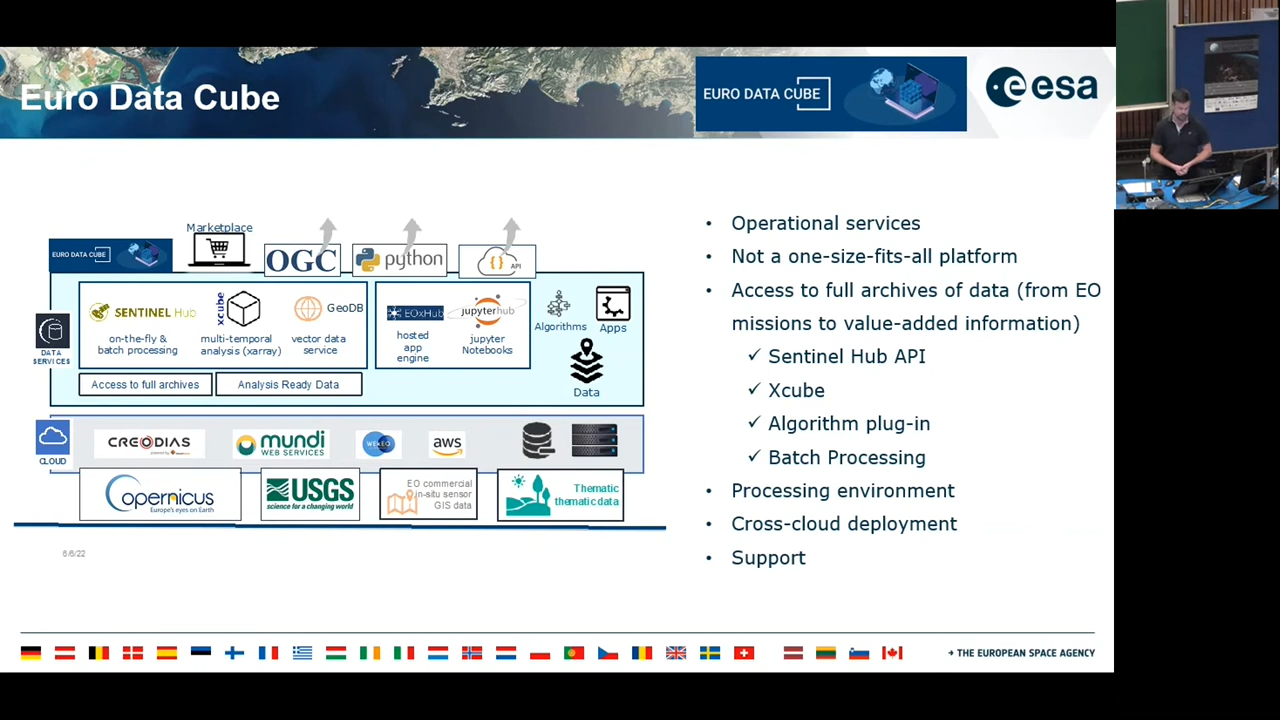 Euro Data Cube
EURO DATA CUBE
esa
Marketplace
EURO DATA CUBE
OGC
python
{} API
SENTINEL Hub
on-the-fly &
batch processing
xcube
multi-temporal
analysis (xarray)
GeoDB
vector data
service
EOxHub
hosted
app
engine
jupyterhub
jupyter
Notebooks
Algorithms
Apps
Data
DATA
SERVICES
Access to full archives
Analysis Ready Data
CLOUD
CREODIAS
mundi
WEB SERVICES
WEkEO
aws
opernicus
Europe's eyes on Earth
USGS
science for a changing world
EO commercial
in-situ sensor
GIS data
Thematic
thematic data
6/6/22
• Operational services
• Not a one-size-fits-all platform
• Access to full archives of data (from EO
missions to value-added information)
✓ Sentinel Hub API
✓ Xcube
✓ Algorithm plug-in
✓ Batch Processing
• Processing environment
• Cross-cloud deployment
• Support
→ THE EUROPEAN SPACE AGENCY